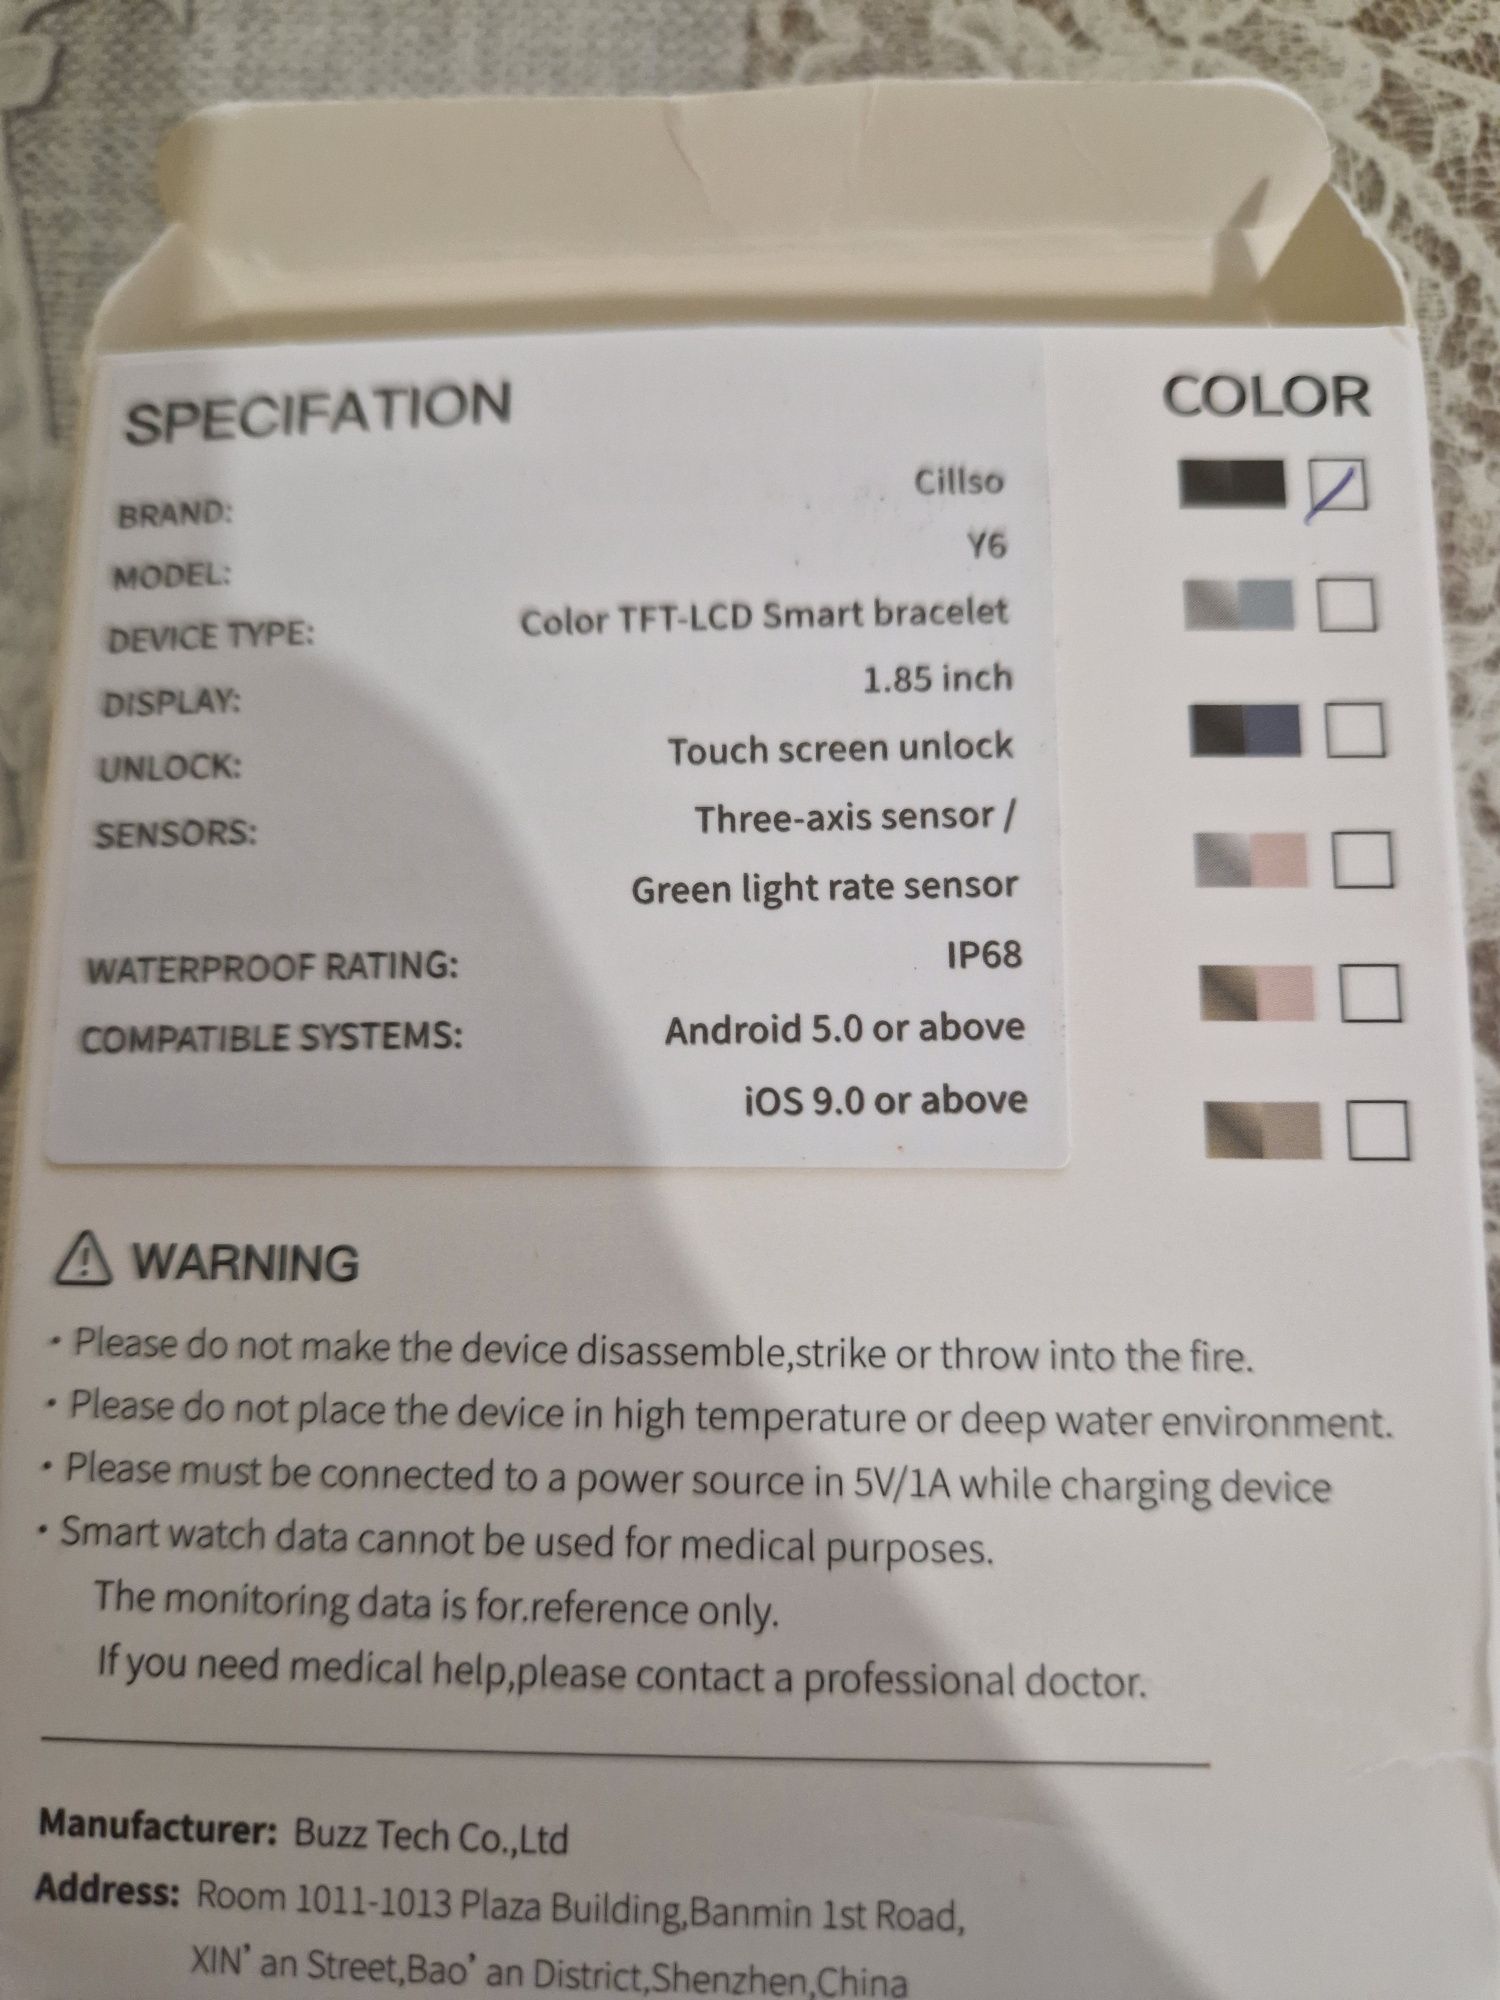 SPECIFATION
COLOR
BRAND: Cillso
MODEL: Y6
DEVICE TYPE: Color TFT-LCD Smart bracelet
DISPLAY: 1.85 inch
UNLOCK: Touch screen unlock
SENSORS: Three-axis sensor /
Green light rate sensor
WATERPROOF RATING: IP68
COMPATIBLE SYSTEMS: Android 5.0 or above
iOS 9.0 or above
WARNING
• Please do not make the device disassemble,strike or throw into the fire.
• Please do not place the device in high temperature or deep water environment.
• Please must be connected to a power source in 5V/1A while charging device
• Smart watch data cannot be used for medical purposes.
The monitoring data is for.reference only.
If you need medical help,please contact a professional doctor.
Manufacturer: Buzz Tech Co.,Ltd
Address: Room 1011-1013 Plaza Building,Banmin 1st Road,
XIN’ an Street,Bao’ an District,Shenzhen,China